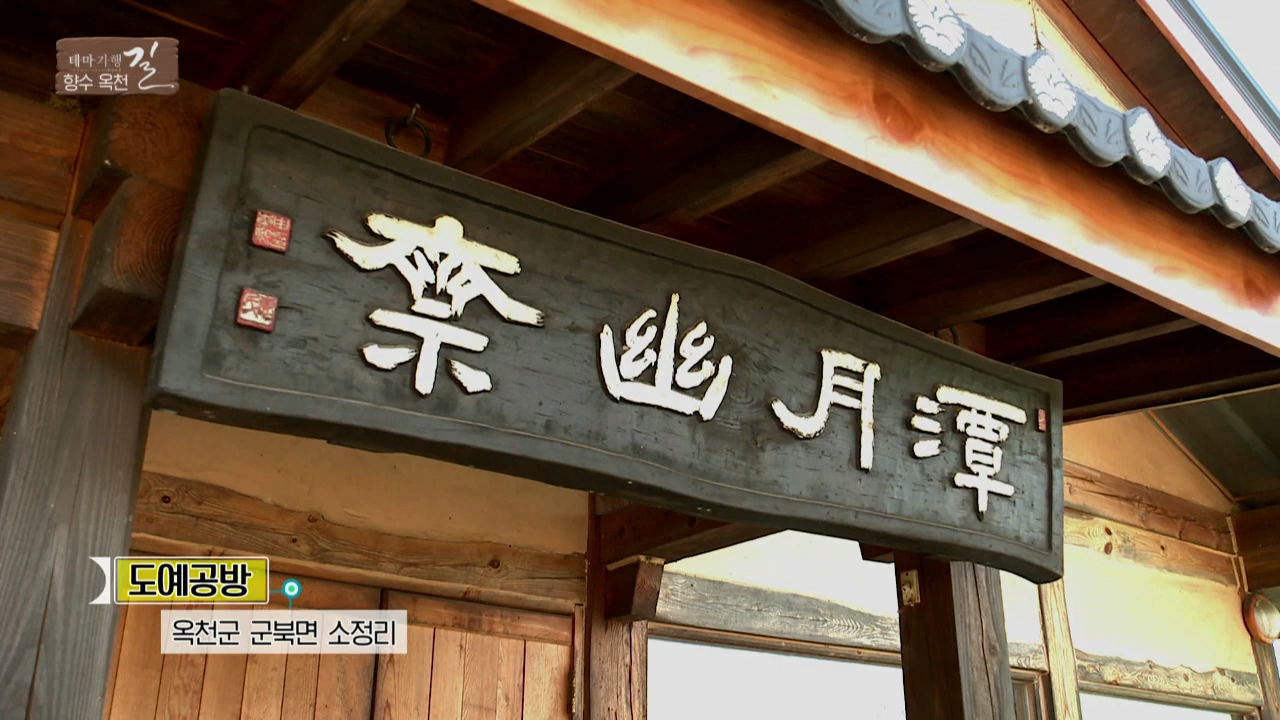 테마기행 길
향수 옥천
潭月幽齋
도예공방
옥천군 군북면 소정리